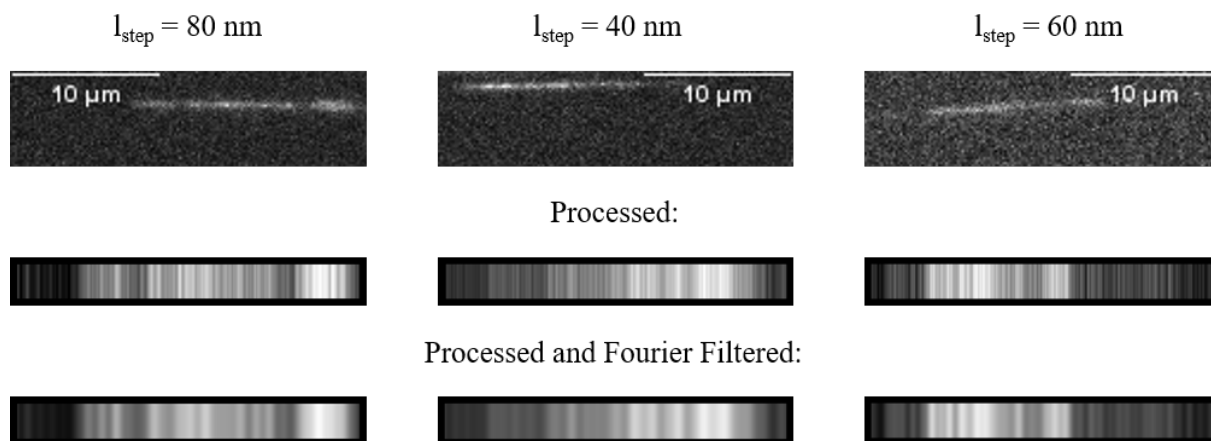 l_step = 80 nm l_step = 40 nm l_step = 60 nm
10 µm 10 µm 10 µm
Processed:
Processed and Fourier Filtered: